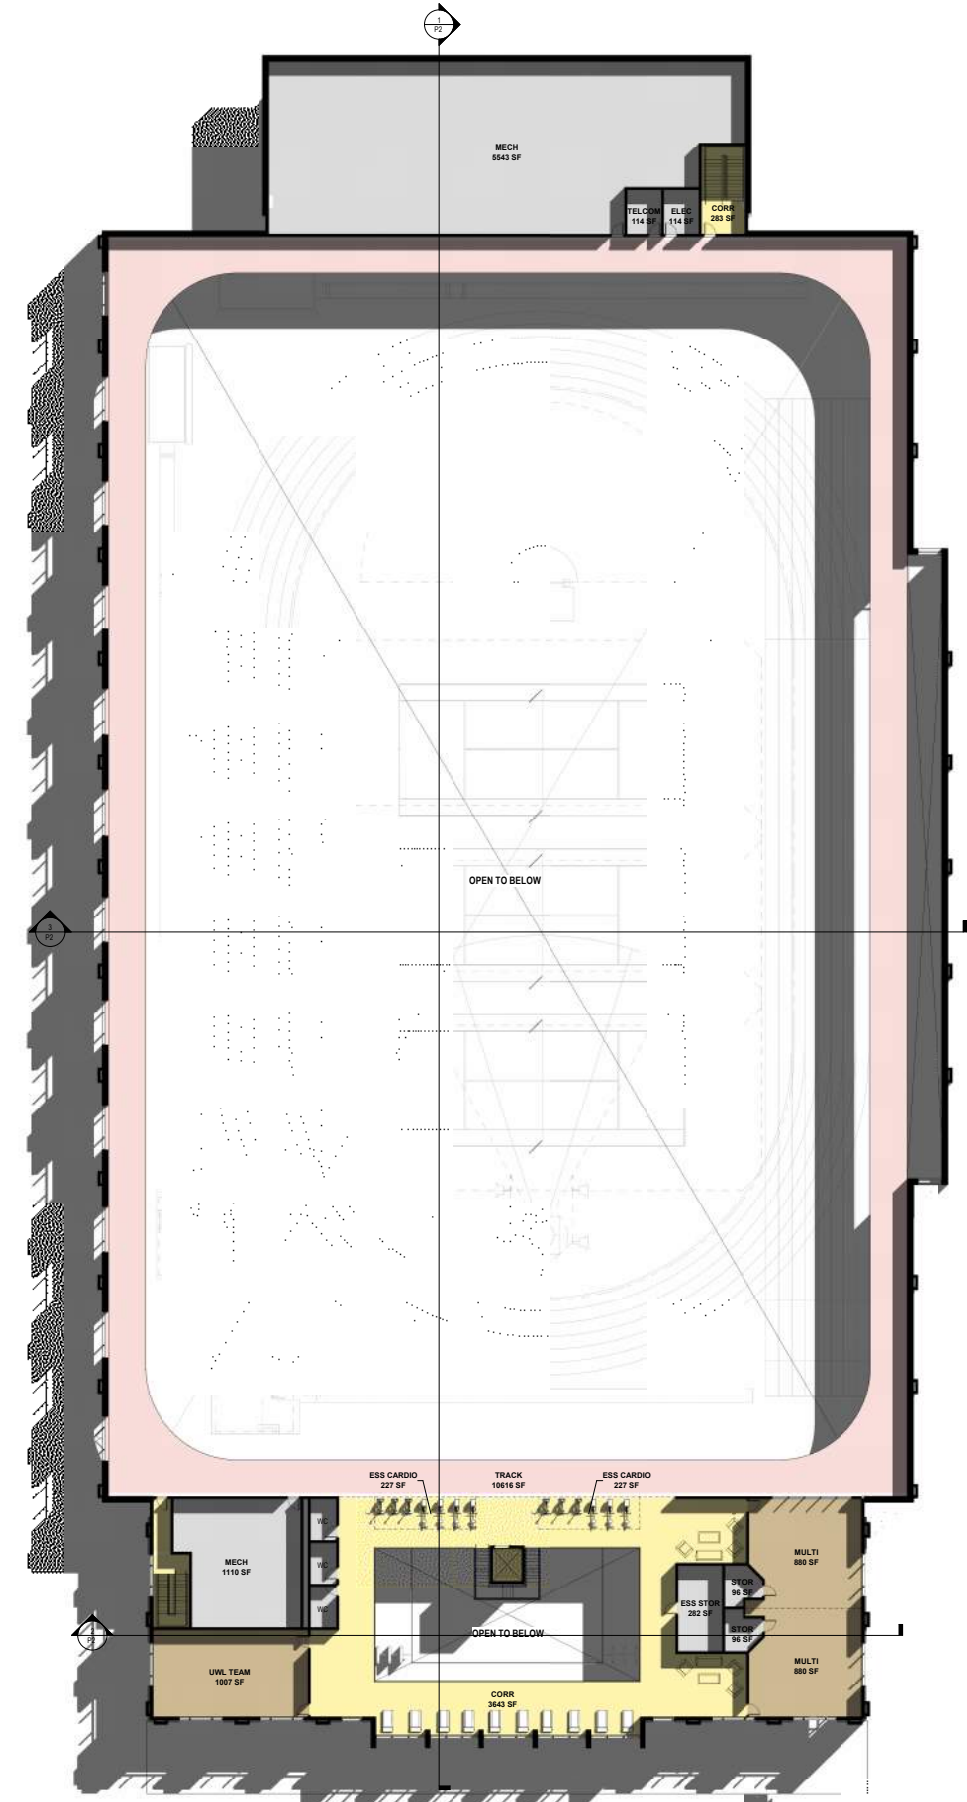 1
P2
MECH
5543 SF
TELCOM
114 SF
ELEC
114 SF
CORR
283 SF
OPEN TO BELOW
3
P2
ESS CARDIO
227 SF
TRACK
10616 SF
ESS CARDIO
227 SF
WC
MECH
1110 SF
WC
WC
MULTI
880 SF
STOR
96 SF
ESS STOR
282 SF
STOR
96 SF
OPEN TO BELOW
P2
UWL TEAM
1007 SF
MULTI
880 SF
CORR
3643 SF